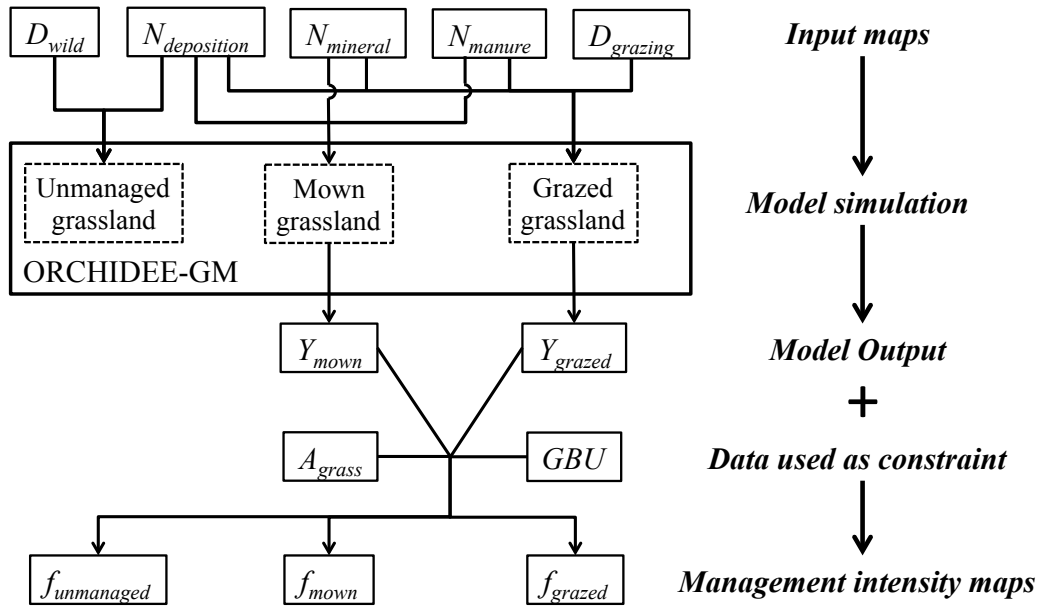 D_wild N_deposition N_mineral N_manure D_grazing Input maps
Unmanaged grassland
Mown grassland
Grazed grassland
Model simulation
ORCHIDEE-GM
Y_mown Y_grazed Model Output
+
A_grass GBU Data used as constraint
f_unmanaged f_mown f_grazed Management intensity maps